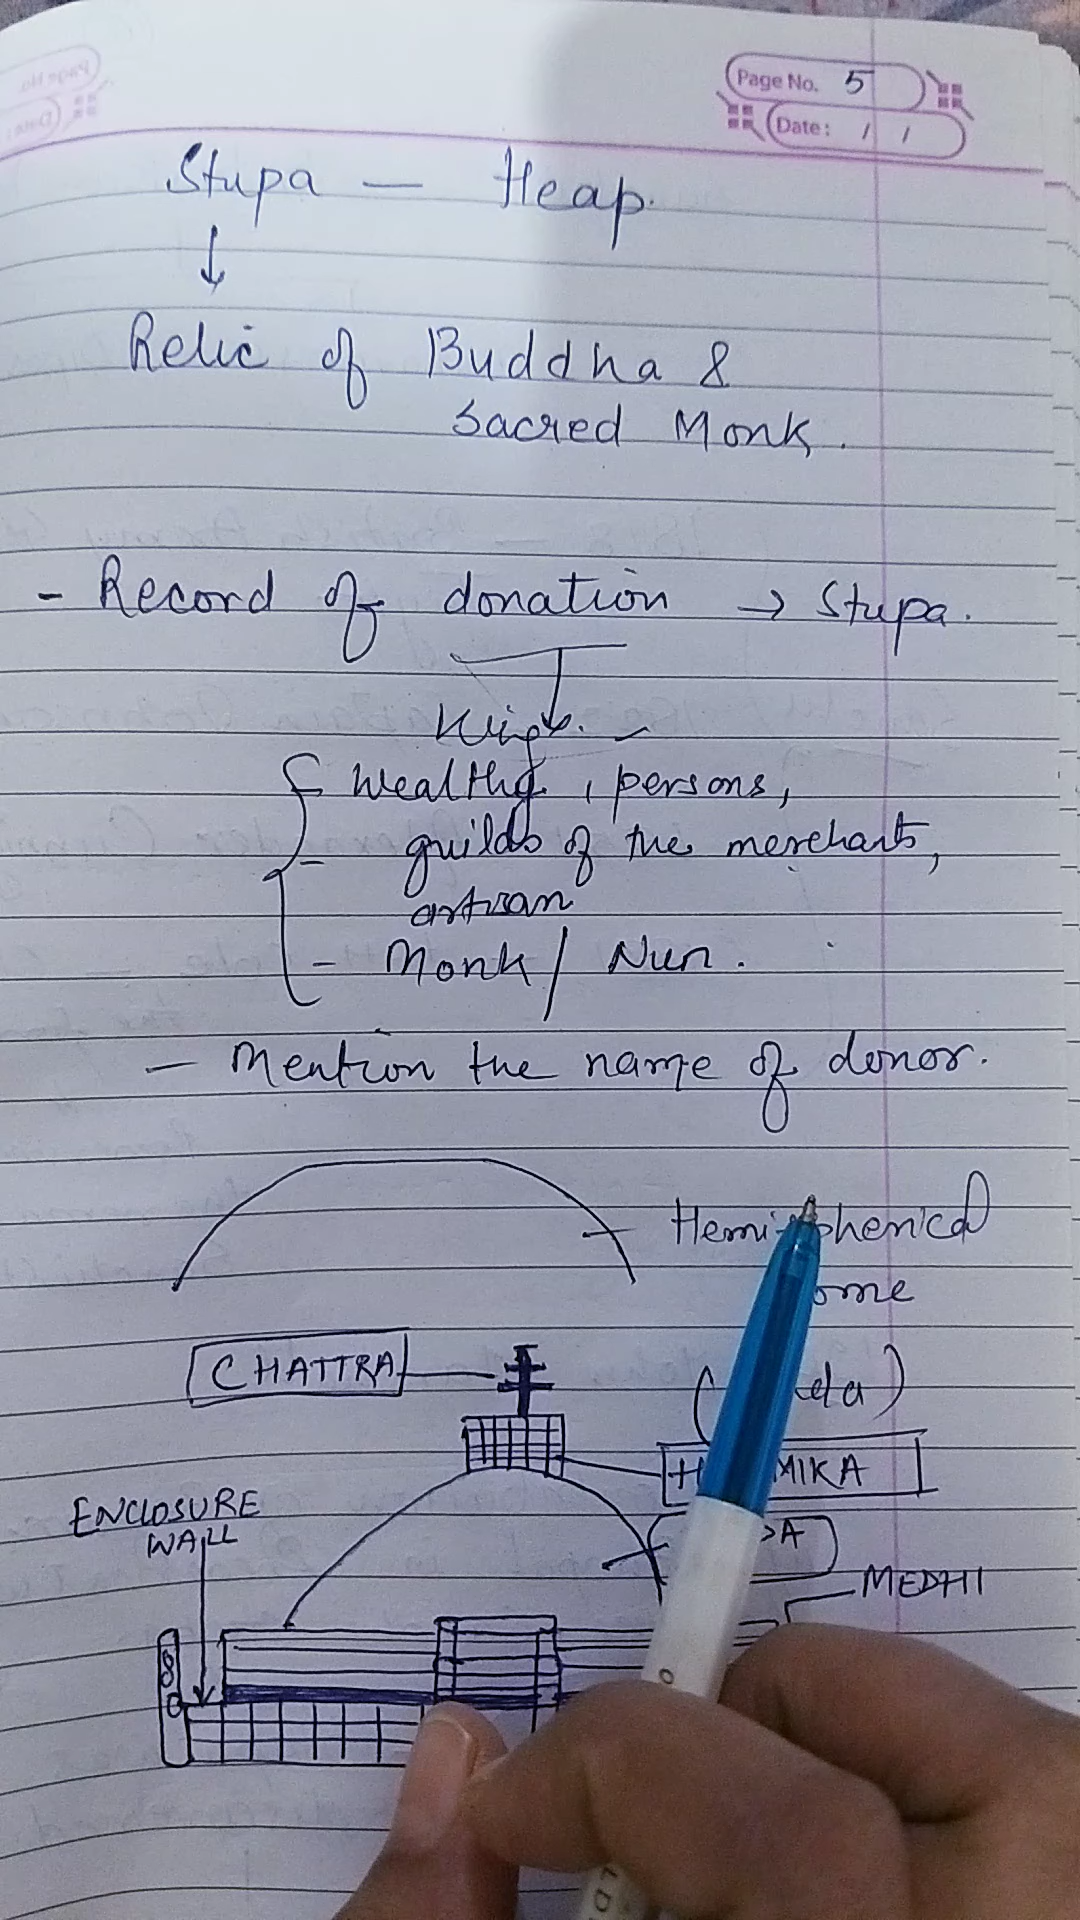 Page No. 5
Date: / /
Stupa — Heap.
↓
Relic of Buddha &
Sacred Monk.
- Record of donation → Stupa.
Kings.
Wealthy, persons,
- guilds of the merchants,
artisan
- Monk / Nun.
— Mention the name of donor.
Hemispherical
CHATTRA
ENCLOSURE
WALL
MEDHI